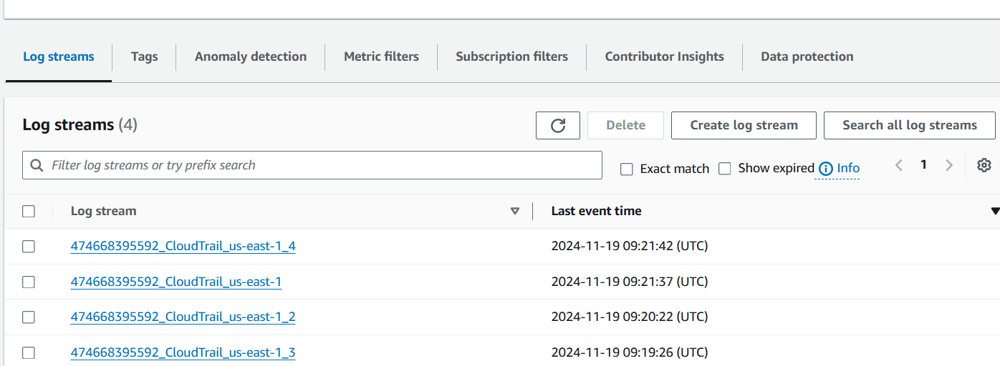 Log streams Tags Anomaly detection Metric filters Subscription filters Contributor Insights Data protection
Log streams (4) Delete Create log stream Search all log streams
Filter log streams or try prefix search Exact match Show expired Info 1
Log stream Last event time
474668395592_CloudTrail_us-east-1_4 2024-11-19 09:21:42 (UTC)
474668395592_CloudTrail_us-east-1 2024-11-19 09:21:37 (UTC)
474668395592_CloudTrail_us-east-1_2 2024-11-19 09:20:22 (UTC)
474668395592_CloudTrail_us-east-1_3 2024-11-19 09:19:26 (UTC)